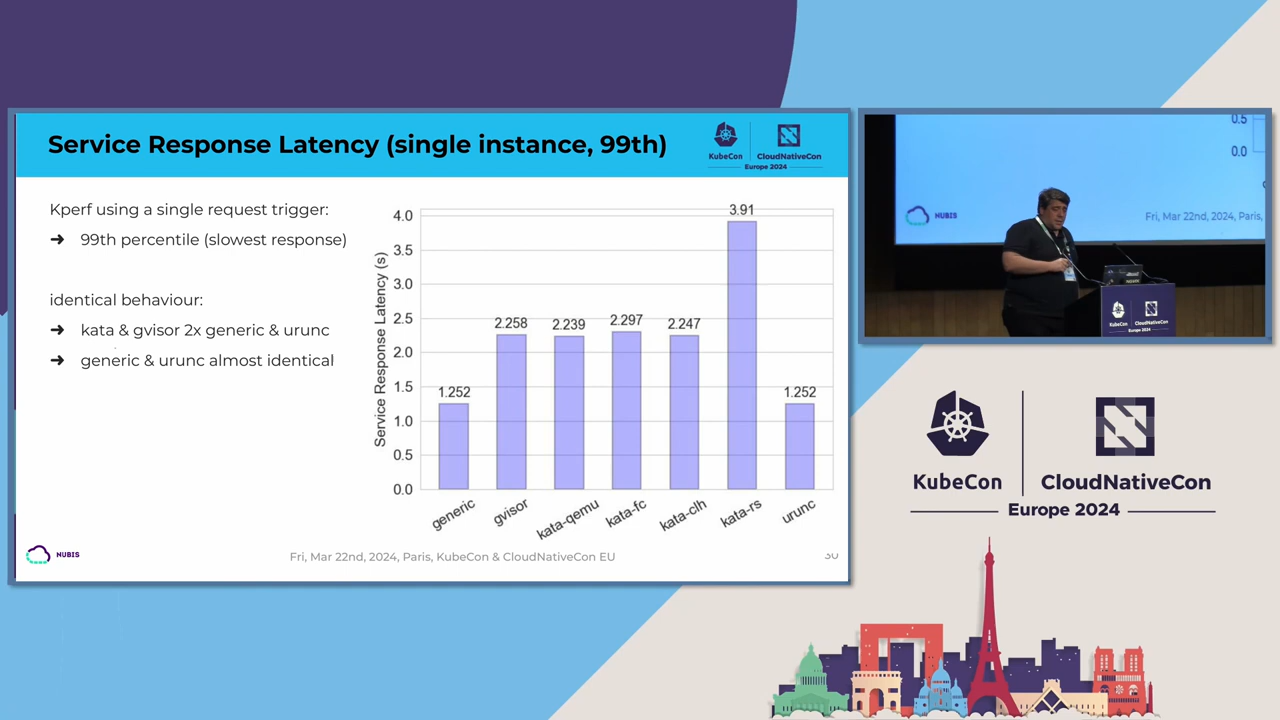 Service Response Latency (single instance, 99th)
KubeCon
CloudNativeCon
Europe 2024
Kperf using a single request trigger:
➜ 99th percentile (slowest response)
identical behaviour:
➜ kata & gvisor 2x generic & urunc
➜ generic & urunc almost identical
Service Response Latency (s)
4.0
3.5
3.0
2.5
2.0
1.5
1.0
0.5
0.0
1.252
2.258
2.239
2.297
2.247
3.91
1.252
generic
gvisor
kata-qemu
kata-fc
kata-clh
kata-rs
urunc
NUBIS
Fri, Mar 22nd, 2024, Paris, KubeCon & CloudNativeCon EU
30
0.5
0.0
NUBIS
Fri, Mar 22nd, 2024, Paris,
KubeCon
CloudNativeCon
Europe 2024
KubeCon
CloudNativeCon
Europe 2024